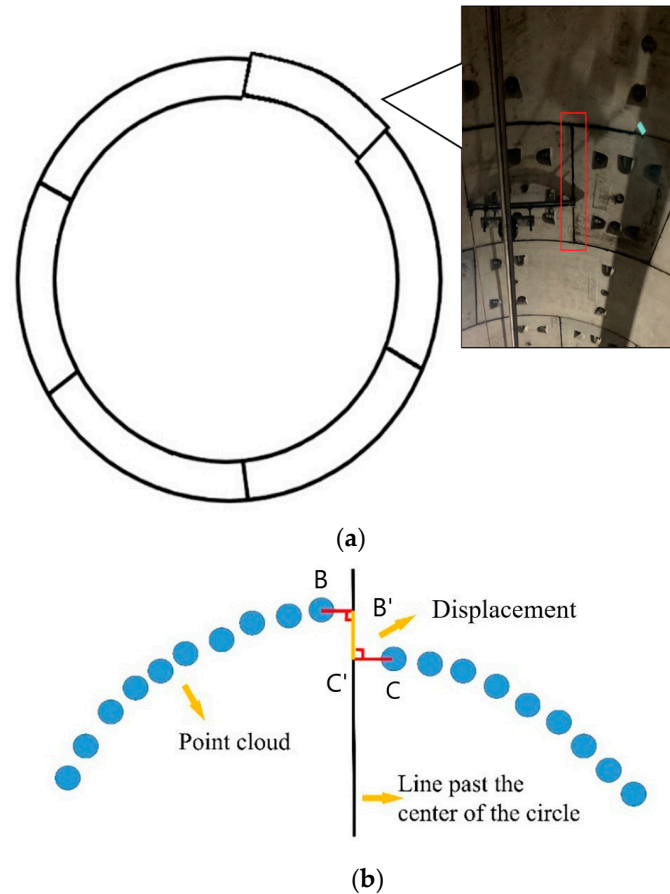 (a)
B
B'
Displacement
C'
C
Point cloud
Line past the
center of the circle
(b)